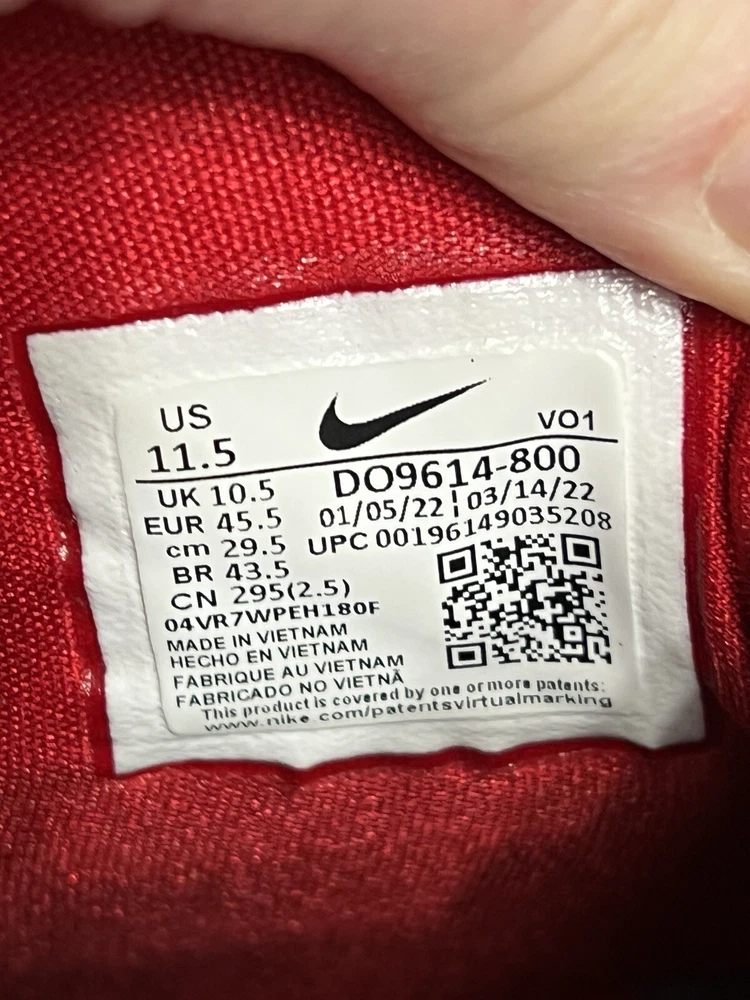 US
11.5
VO1
UK 10.5
EUR 45.5
cm 29.5
BR 43.5
CN 295(2.5)
DO9614-800
01/05/22 ¦ 03/14/22
UPC 00196149035208
04VR7WPEH180F
MADE IN VIETNAM
HECHO EN VIETNAM
FABRIQUE AU VIETNAM
FABRICADO NO VIETNÃ
This product is covered by one or more patents:
www.nike.com/patentsvirtualmarking